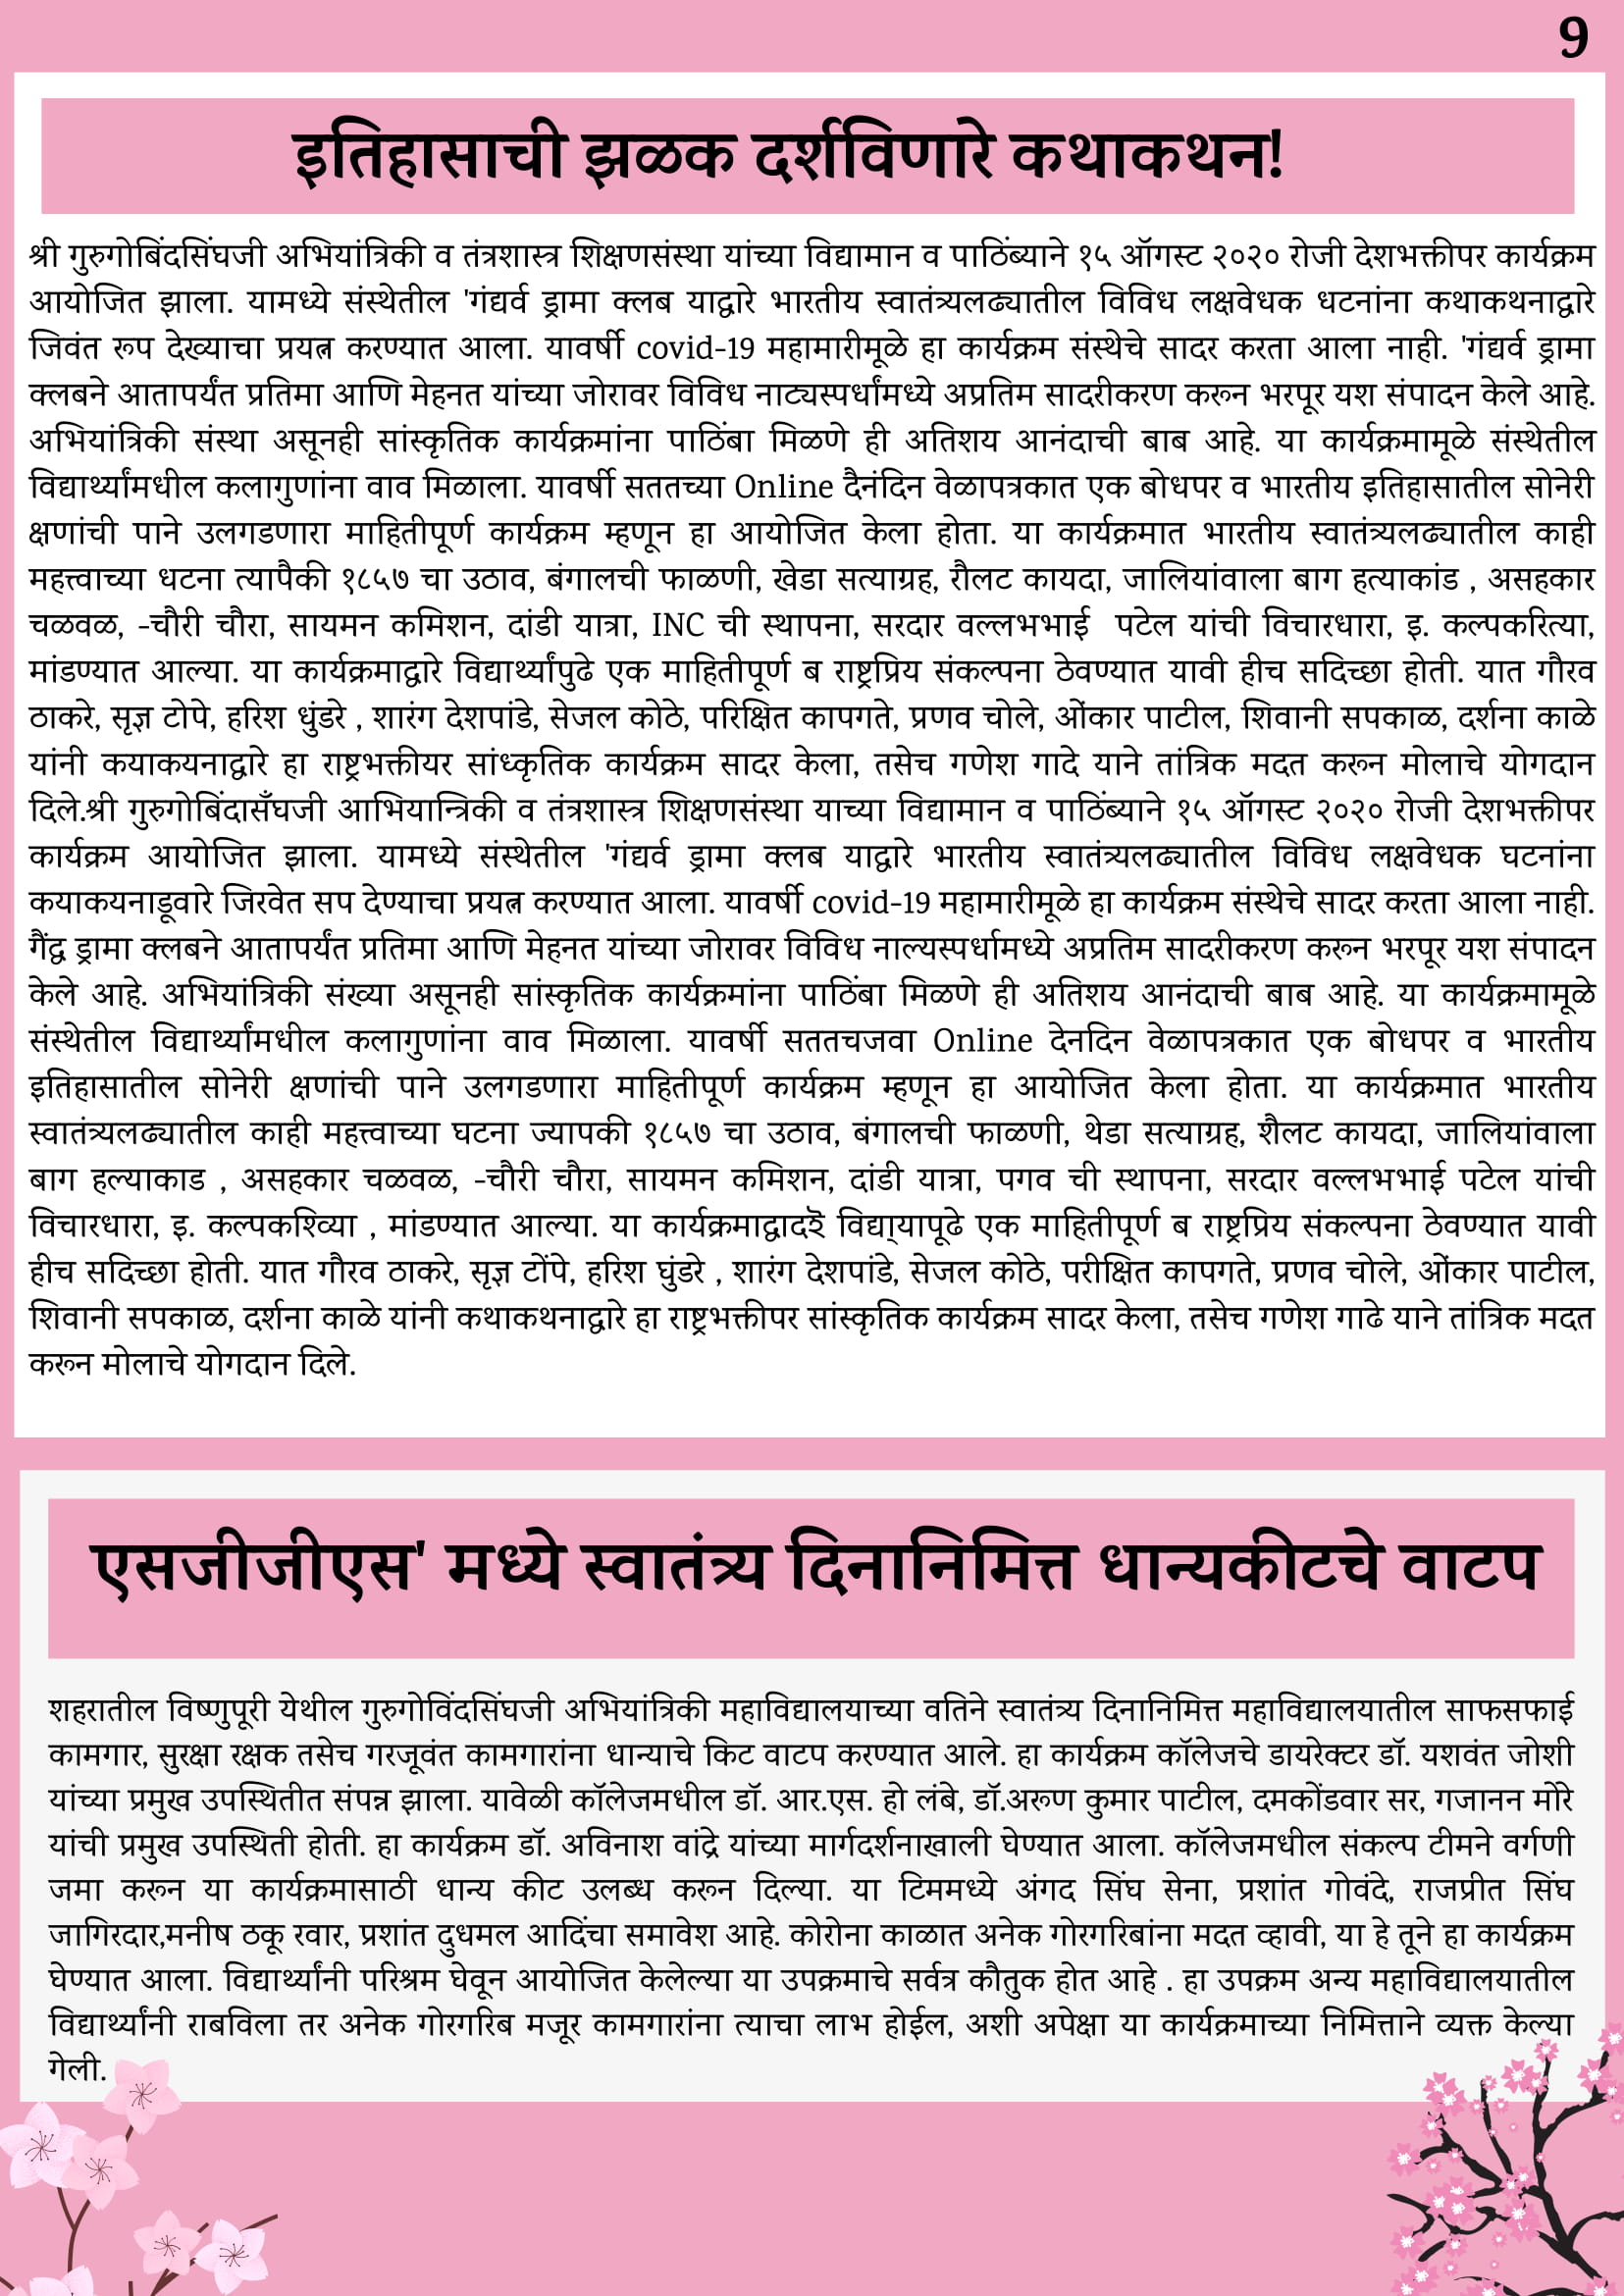 9
इतिहासाची झळक दर्शविणारे कथाकथन!
श्री गुरुगोबिंदसिंघजी अभियांत्रिकी व तंत्रशास्त्र शिक्षणसंस्था यांच्या विद्यामान व पाठिंब्याने १५ ऑगस्ट २०२० रोजी देशभक्तीपर कार्यक्रम
आयोजित झाला. यामध्ये संस्थेतील 'गंद्यर्व ड्रामा क्लब याद्वारे भारतीय स्वातंत्र्यलढ्यातील विविध लक्षवेधक धटनांना कथाकथनाद्वारे
जिवंत रूप देख्याचा प्रयत्न करण्यात आला. यावर्षी covid-19 महामारीमूळे हा कार्यक्रम संस्थेचे सादर करता आला नाही. 'गंद्यर्व ड्रामा
क्लबने आतापर्यंत प्रतिमा आणि मेहनत यांच्या जोरावर विविध नाट्यस्पर्धांमध्ये अप्रतिम सादरीकरण करून भरपूर यश संपादन केले आहे.
अभियांत्रिकी संस्था असूनही सांस्कृतिक कार्यक्रमांना पाठिंबा मिळणे ही अतिशय आनंदाची बाब आहे. या कार्यक्रमामूळे संस्थेतील
विद्यार्थ्यांमधील कलागुणांना वाव मिळाला. यावर्षी सततच्या Online दैनंदिन वेळापत्रकात एक बोधपर व भारतीय इतिहासातील सोनेरी
क्षणांची पाने उलगडणारा माहितीपूर्ण कार्यक्रम म्हणून हा आयोजित केला होता. या कार्यक्रमात भारतीय स्वातंत्र्यलढ्यातील काही
महत्त्वाच्या धटना त्यापैकी १८५७ चा उठाव, बंगालची फाळणी, खेडा सत्याग्रह, रौलट कायदा, जालियांवाला बाग हत्याकांड , असहकार
चळवळ, -चौरी चौरा, सायमन कमिशन, दांडी यात्रा, INC ची स्थापना, सरदार वल्लभभाई पटेल यांची विचारधारा, इ. कल्पकरित्या,
मांडण्यात आल्या. या कार्यक्रमाद्वारे विद्यार्थ्यांपुढे एक माहितीपूर्ण ब राष्ट्रप्रिय संकल्पना ठेवण्यात यावी हीच सदिच्छा होती. यात गौरव
ठाकरे, सृज्ञ टोपे, हरिश धुंडरे , शारंग देशपांडे, सेजल कोठे, परिक्षित कापगते, प्रणव चोले, ओंकार पाटील, शिवानी सपकाळ, दर्शना काळे
यांनी कयाकयनाद्वारे हा राष्ट्रभक्तीयर सांध्कृतिक कार्यक्रम सादर केला, तसेच गणेश गादे याने तांत्रिक मदत करून मोलाचे योगदान
दिले.श्री गुरुगोबिंदासँघजी आभियान्त्रिकी व तंत्रशास्त्र शिक्षणसंस्था याच्या विद्यामान व पाठिंब्याने १५ ऑगस्ट २०२० रोजी देशभक्तीपर
कार्यक्रम आयोजित झाला. यामध्ये संस्थेतील 'गंद्यर्व ड्रामा क्लब याद्वारे भारतीय स्वातंत्र्यलढ्यातील विविध लक्षवेधक घटनांना
कयाकयनाडूवारे जिरवेत सप देण्याचा प्रयत्न करण्यात आला. यावर्षी covid-19 महामारीमूळे हा कार्यक्रम संस्थेचे सादर करता आला नाही.
गैंद्व ड्रामा क्लबने आतापर्यंत प्रतिमा आणि मेहनत यांच्या जोरावर विविध नाल्यस्पर्धामध्ये अप्रतिम सादरीकरण करून भरपूर यश संपादन
केले आहे. अभियांत्रिकी संख्या असूनही सांस्कृतिक कार्यक्रमांना पाठिंबा मिळणे ही अतिशय आनंदाची बाब आहे. या कार्यक्रमामूळे
संस्थेतील विद्यार्थ्यांमधील कलागुणांना वाव मिळाला. यावर्षी सततचजवा Online देनदिन वेळापत्रकात एक बोधपर व भारतीय
इतिहासातील सोनेरी क्षणांची पाने उलगडणारा माहितीपूर्ण कार्यक्रम म्हणून हा आयोजित केला होता. या कार्यक्रमात भारतीय
स्वातंत्र्यलढ्यातील काही महत्त्वाच्या घटना ज्यापकी १८५७ चा उठाव, बंगालची फाळणी, थेडा सत्याग्रह, शैलट कायदा, जालियांवाला
बाग हल्याकाड , असहकार चळवळ, -चौरी चौरा, सायमन कमिशन, दांडी यात्रा, पगव ची स्थापना, सरदार वल्लभभाई पटेल यांची
विचारधारा, इ. कल्पकश्व्यिा , मांडण्यात आल्या. या एक माहितीपूर्ण ब राष्ट्रप्रिय संकल्पना ठेवण्यात यावी
हीच सदिच्छा होती. यात गौरव ठाकरे, सृज्ञ टोंपे, हरिश घुंडरे , शारंग देशपांडे, सेजल कोठे, परीक्षित कापगते, प्रणव चोले, ओंकार पाटील,
शिवानी सपकाळ, दर्शना काळे यांनी कथाकथनाद्वारे हा राष्ट्रभक्तीपर सांस्कृतिक कार्यक्रम सादर केला, तसेच गणेश गाढे याने तांत्रिक मदत
करून मोलाचे योगदान दिले.
एसजीजीएस' मध्ये स्वातंत्र्य दिनानिमित्त धान्यकीटचे वाटप
शहरातील विष्णुपूरी येथील गुरुगोविंदसिंघजी अभियांत्रिकी महाविद्यालयाच्या वतिने स्वातंत्र्य दिनानिमित्त महाविद्यालयातील साफसफाई
कामगार, सुरक्षा रक्षक तसेच गरजूवंत कामगारांना धान्याचे किट वाटप करण्यात आले. हा कार्यक्रम कॉलेजचे डायरेक्टर डॉ. यशवंत जोशी
यांच्या प्रमुख उपस्थितीत संपन्न झाला. यावेळी कॉलेजमधील डॉ. आर.एस. हो लंबे, डॉ.अरूण कुमार पाटील, दमकोंडवार सर, गजानन मोरे
यांची प्रमुख उपस्थिती होती. हा कार्यक्रम डॉ. अविनाश वांद्रे यांच्या मार्गदर्शनाखाली घेण्यात आला. कॉलेजमधील संकल्प टीमने वर्गणी
जमा करून या कार्यक्रमासाठी धान्य कीट उलब्ध करून दिल्या. या टिममध्ये अंगद सिंघ सेना, प्रशांत गोवंदे, राजप्रीत सिंघ
जागिरदार,मनीष ठकू रवार, प्रशांत दुधमल आदिंचा समावेश आहे. कोरोना काळात अनेक गोरगरिबांना मदत व्हावी, या हे तूने हा कार्यक्रम
घेण्यात आला. विद्यार्थ्यांनी परिश्रम घेवून आयोजित केलेल्या या उपक्रमाचे सर्वत्र कौतुक होत आहे . हा उपक्रम अन्य महाविद्यालयातील
विद्यार्थ्यांनी राबविला तर अनेक गोरगरिब मजूर कामगारांना त्याचा लाभ होईल, अशी अपेक्षा या कार्यक्रमाच्या निमित्ताने व्यक्त केल्या
गेली.